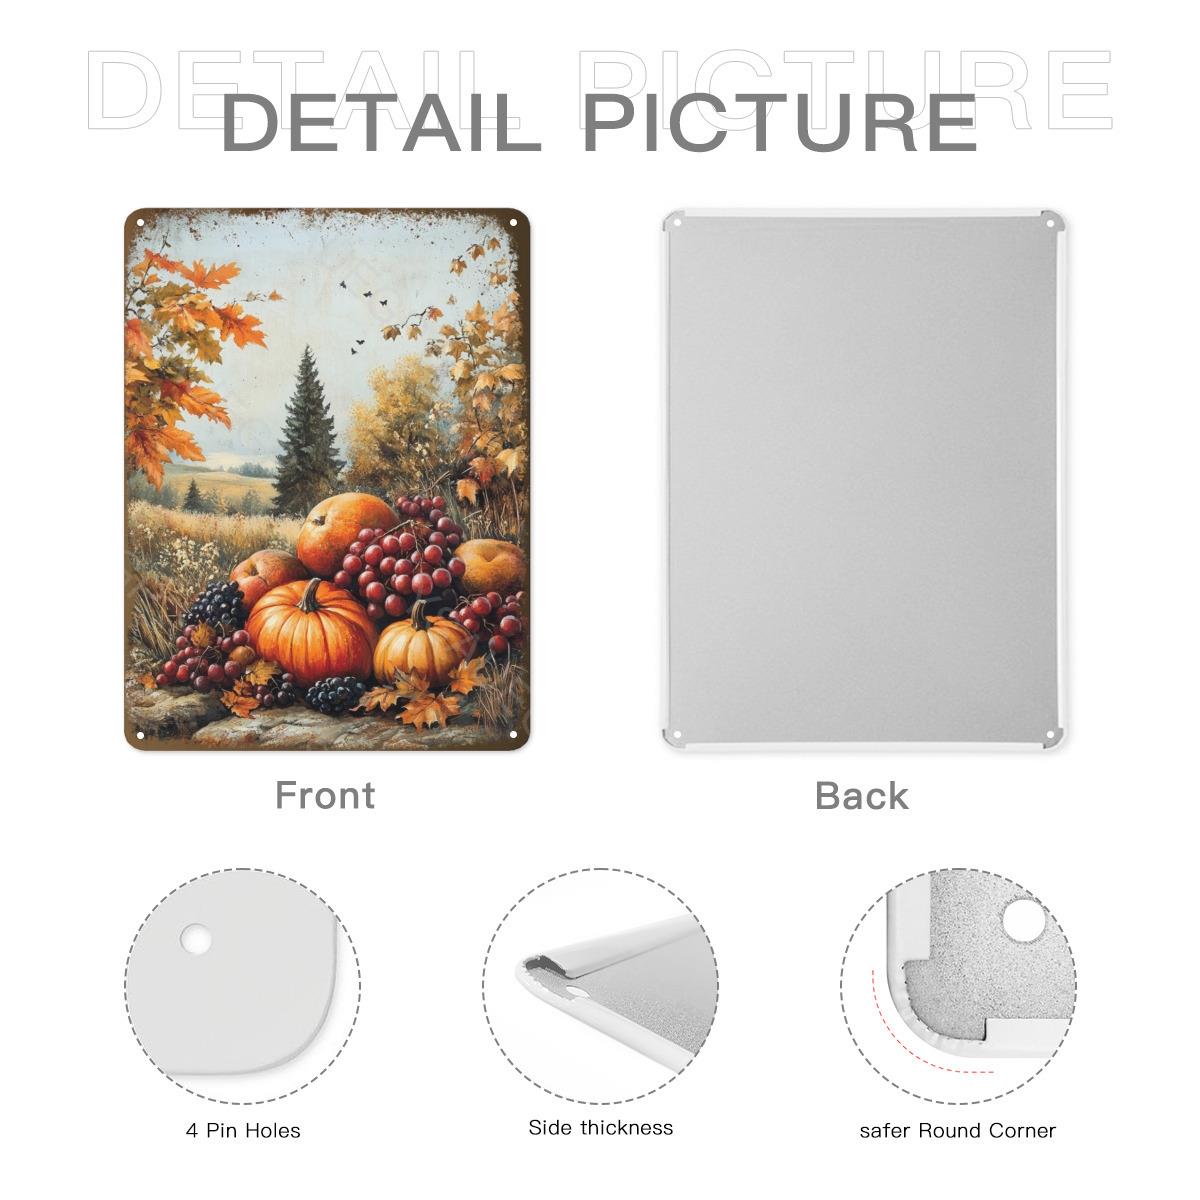 DETAIL PICTURE
DETAIL PICTURE
Front
Back
4 Pin Holes
Side thickness
safer Round Corner